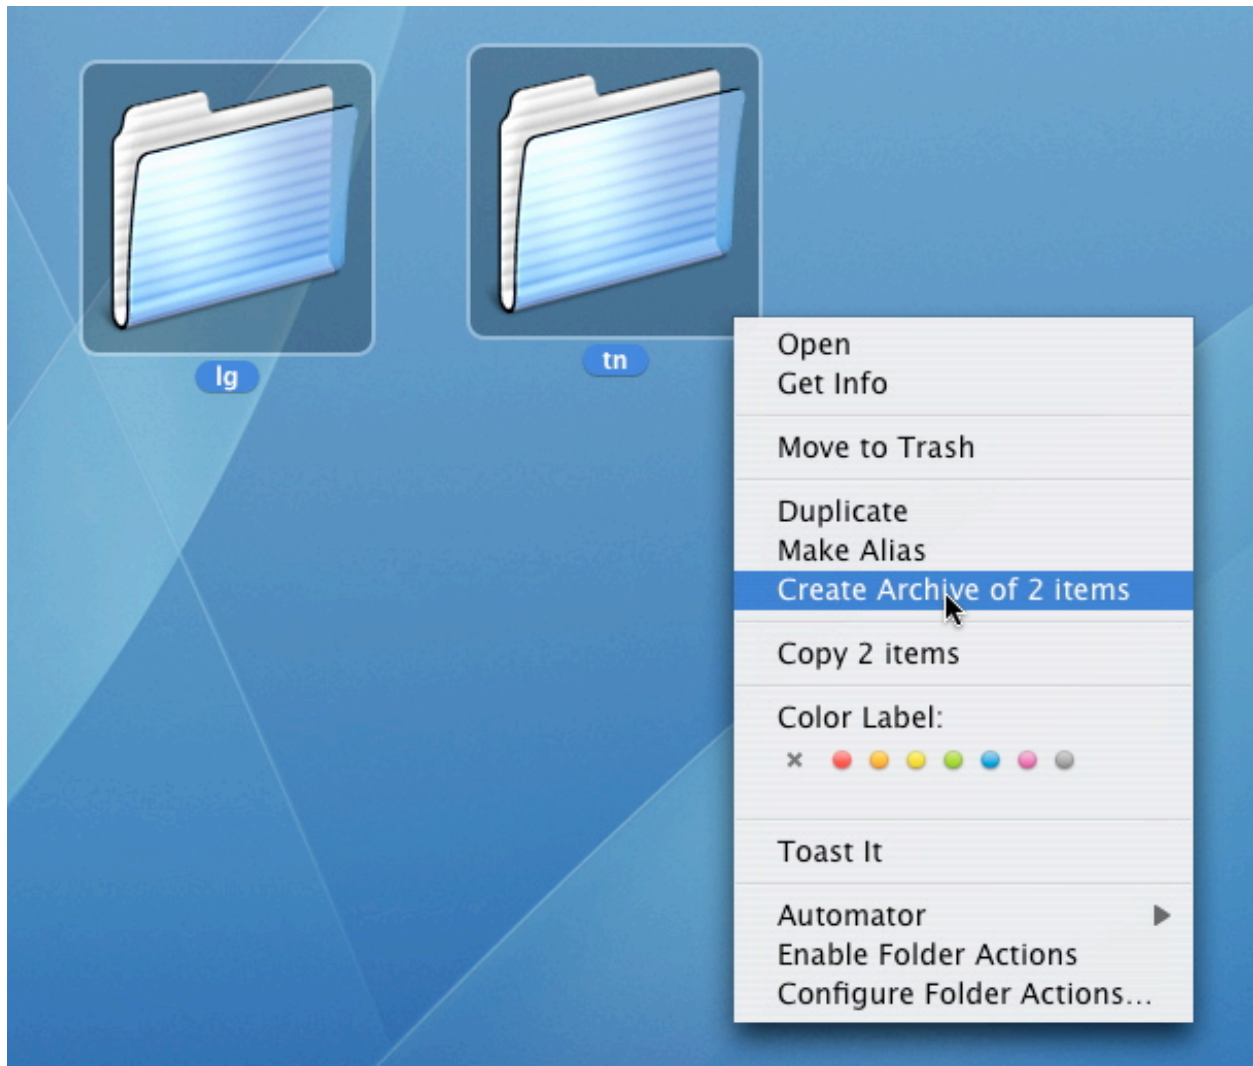 lg
tn
Open
Get Info
Move to Trash
Duplicate
Make Alias
Create Archive of 2 items
Copy 2 items
Color Label:
Toast It
Automator
Enable Folder Actions
Configure Folder Actions...